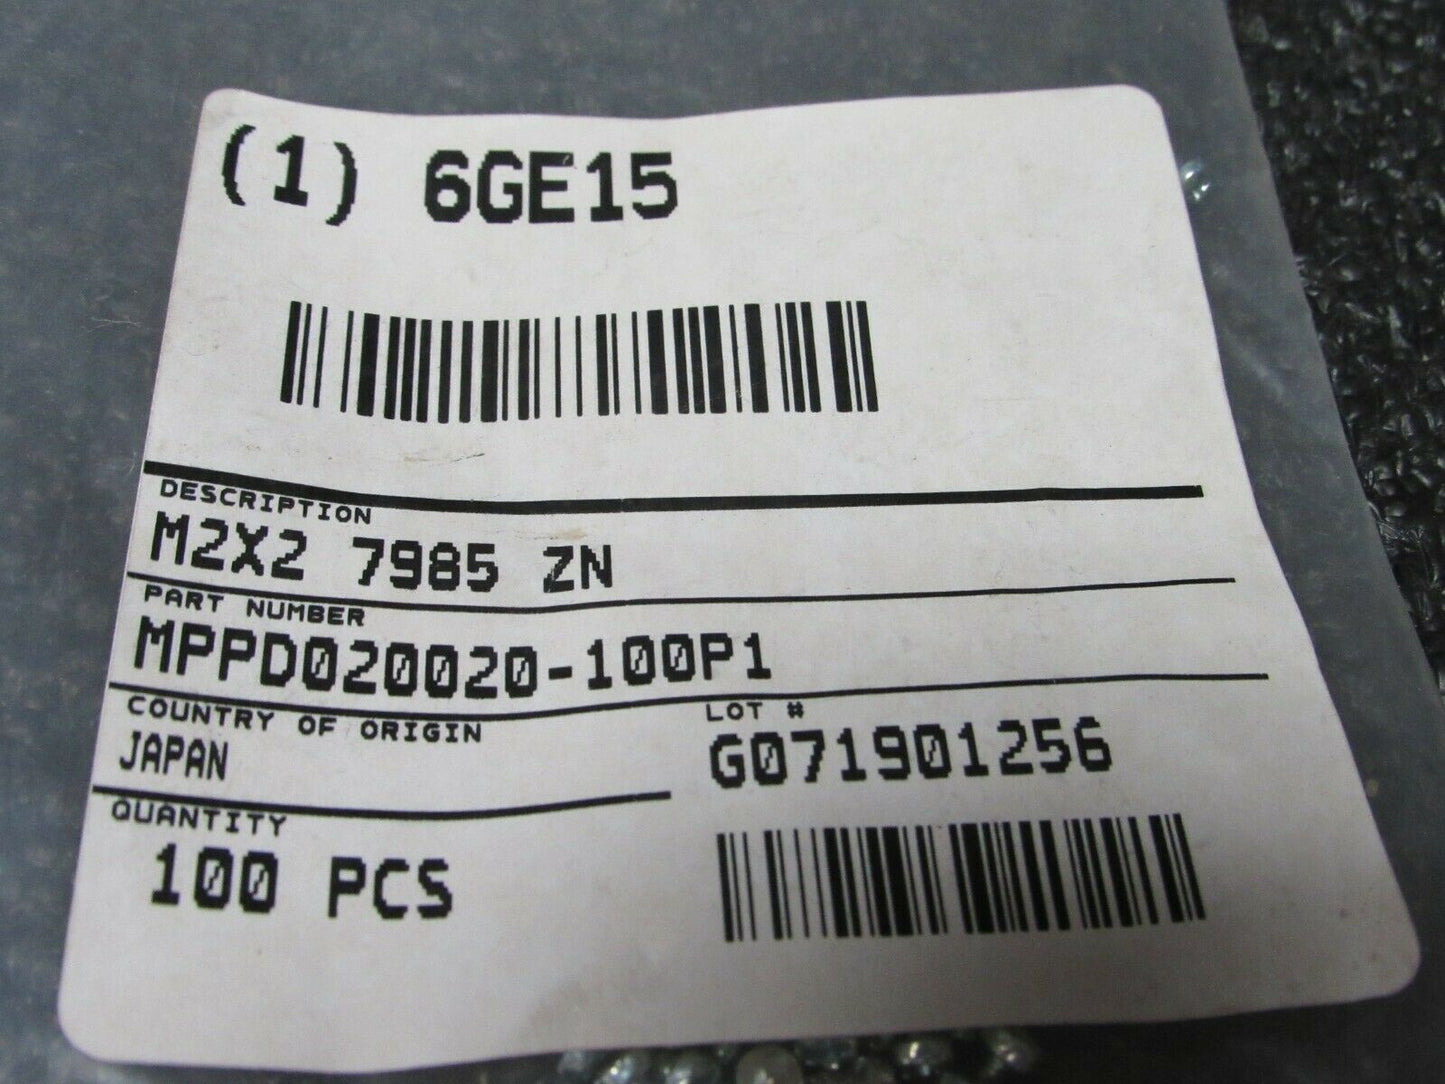 (1) 6GE15
DESCRIPTION
M2X2 7985 ZN
PART NUMBER
MPPD020020-100P1
COUNTRY OF ORIGIN
JAPAN
LOT #
G071901256
QUANTITY
100 PCS